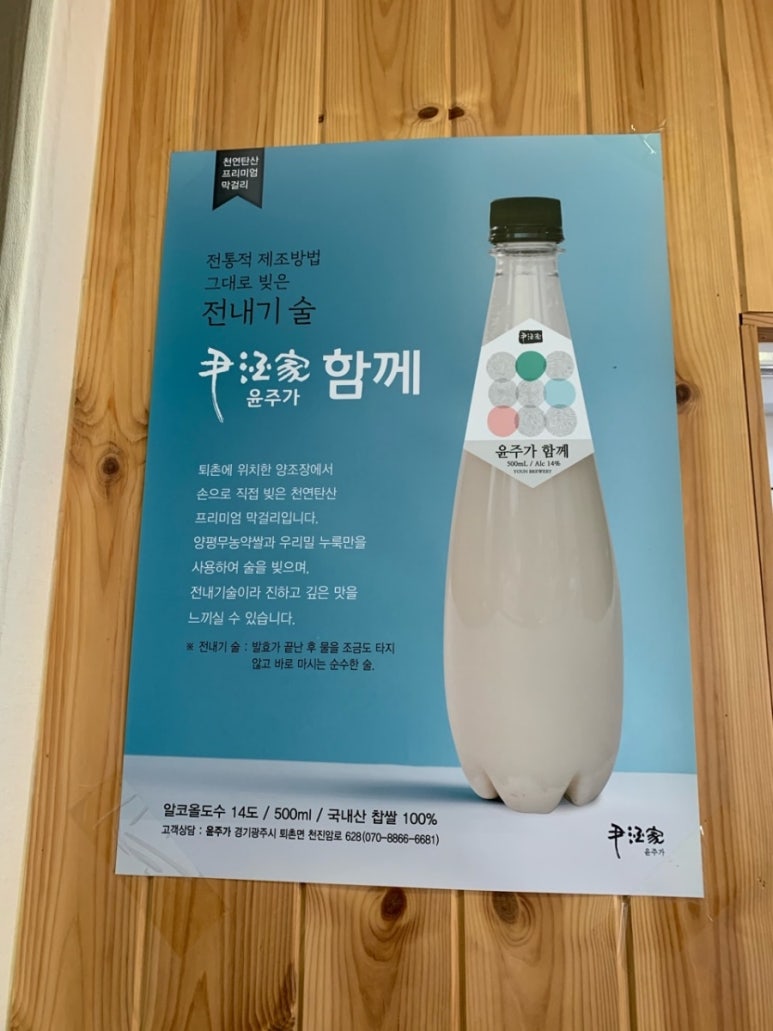 천연탄산
프리미엄
막걸리
전통적 제조방법
그대로 빚은
전내기 술
尹酒家 함께
윤주가
퇴촌에 위치한 양조장에서
손으로 직접 빚은 천연탄산
프리미엄 막걸리입니다.
양평무농약쌀과 우리밀 누룩만을
사용하여 술을 빚으며,
전내기술이라 진하고 깊은 맛을
느끼실 수 있습니다.
※ 전내기 술 : 발효가 끝난 후 물을 조금도 타지
않고 바로 마시는 순수한 술.
尹酒家
윤주가 함께
500mL / Alc 14%
YOUN BREWERY
알코올도수 14도 / 500ml / 국내산 찹쌀 100%
고객상담 : 윤주가 경기광주시 퇴촌면 천진암로 628(070-8866-6681)
尹酒家
윤주가